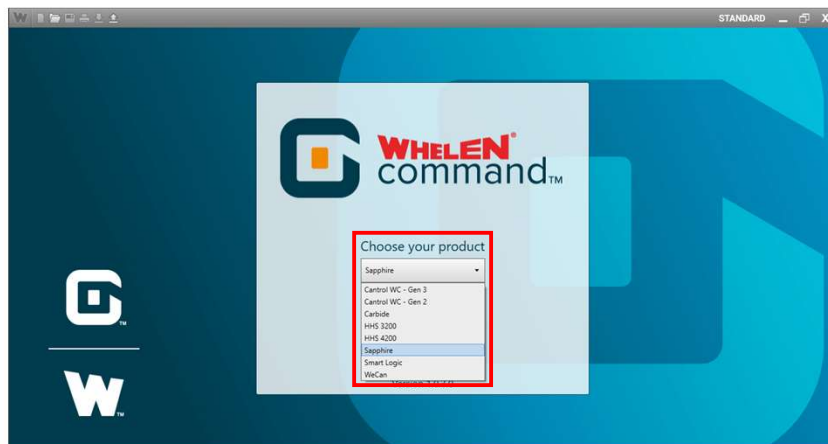 STANDARD
WHELEN®
command™
Choose your product
Sapphire
Cantrol WC - Gen 3
Cantrol WC - Gen 2
Carbide
HHS 3200
HHS 4200
Sapphire
Smart Logic
WeCan